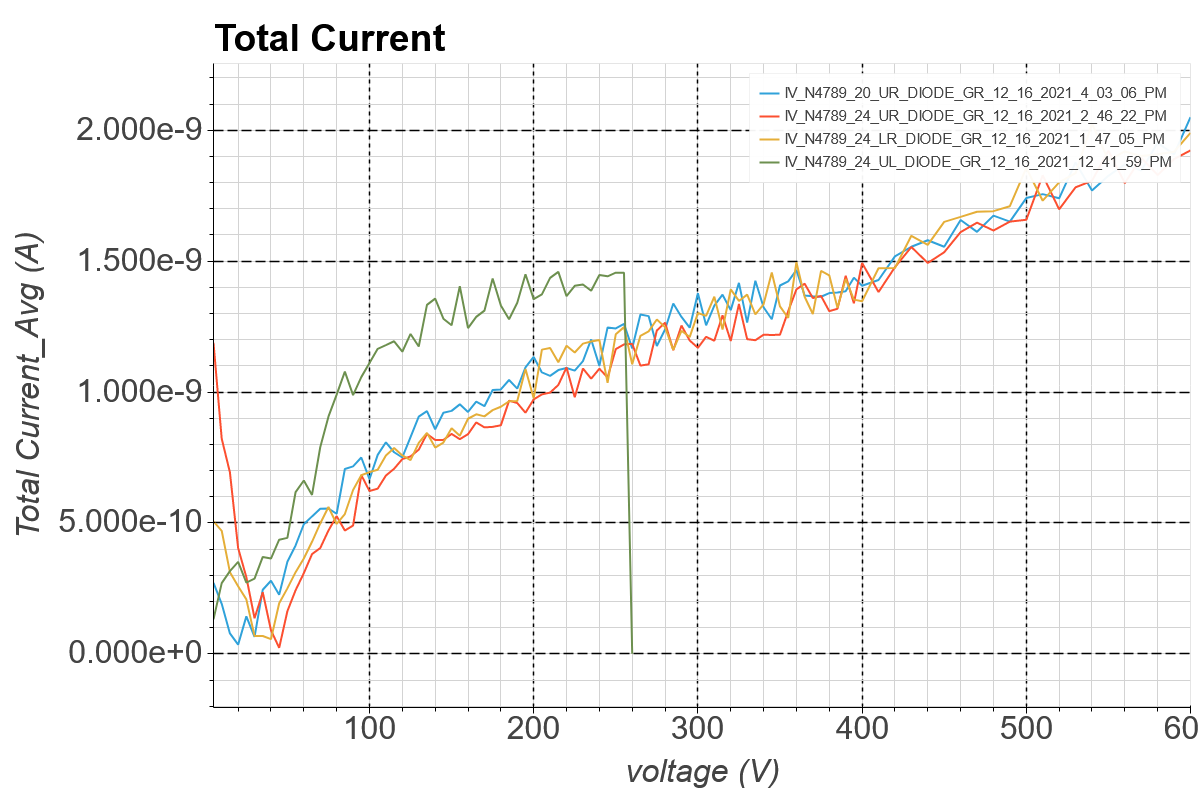 Total Current
IV_N4789_20_UR_DIODE_GR_12_16_2021_4_03_06_PM
IV_N4789_24_UR_DIODE_GR_12_16_2021_2_46_22_PM
IV_N4789_24_LR_DIODE_GR_12_16_2021_1_47_05_PM
IV_N4789_24_UL_DIODE_GR_12_16_2021_12_41_59_PM
Total Current_Avg (A)
2.000e-9
1.500e-9
1.000e-9
5.000e-10
0.000e+0
100 200 300 400 500 60
voltage (V)